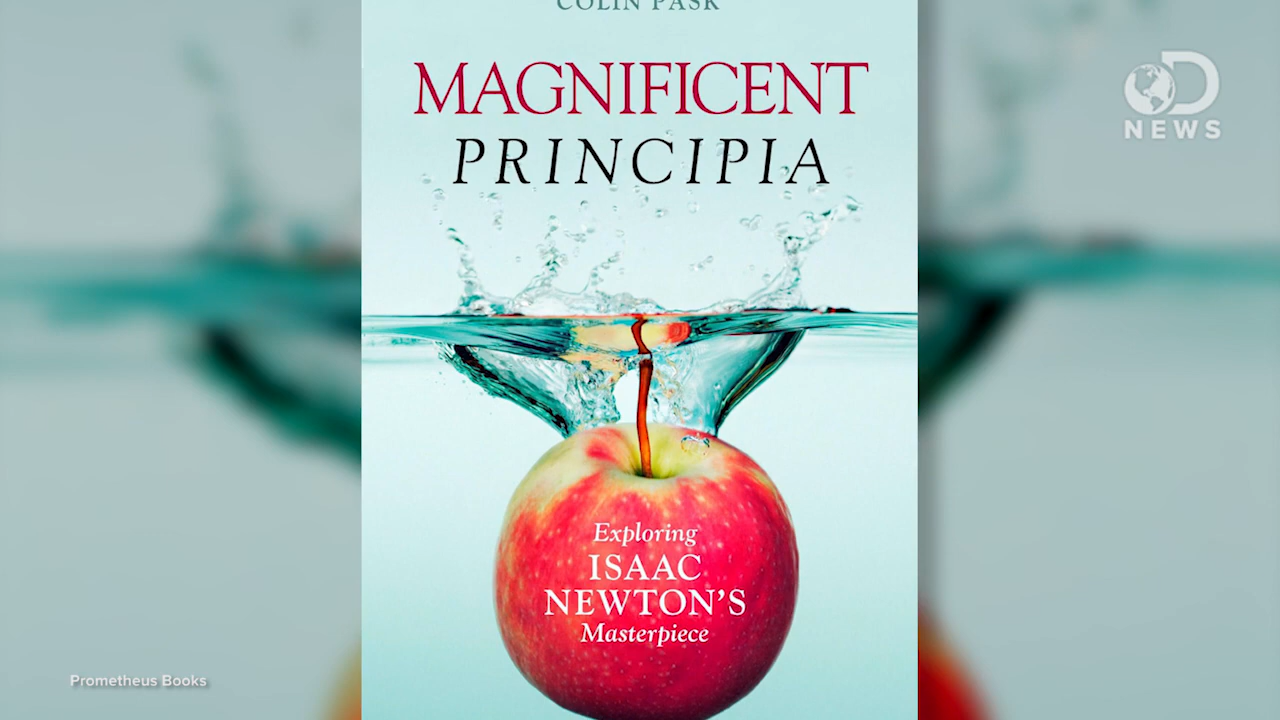 COLIN PASK
MAGNIFICENT
PRINCIPIA
D
NEWS
Exploring
ISAAC
NEWTON'S
Masterpiece
Prometheus Books